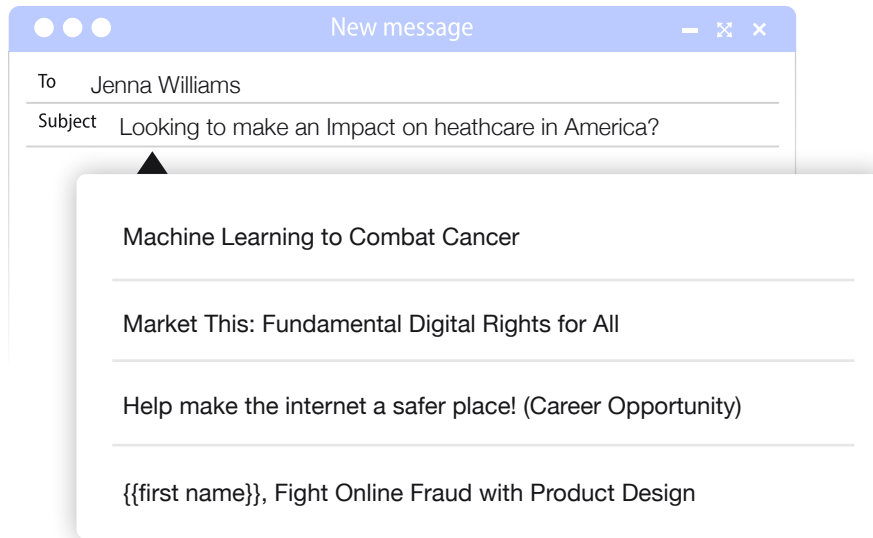 New message
To Jenna Williams
Subject Looking to make an Impact on heathcare in America?
Machine Learning to Combat Cancer
Market This: Fundamental Digital Rights for All
Help make the internet a safer place! (Career Opportunity)
{{first name}}, Fight Online Fraud with Product Design